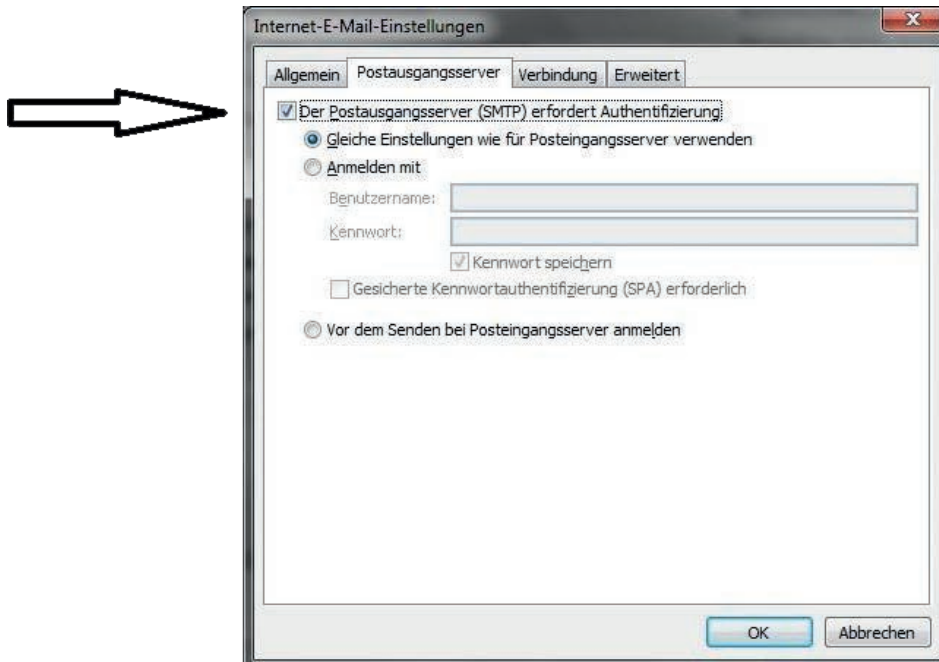 Internet-E-Mail-Einstellungen
Allgemein Postausgangsserver Verbindung Erweitert
Der Postausgangsserver (SMTP) erfordert Authentifizierung
Gleiche Einstellungen wie für Posteingangsserver verwenden
Anmelden mit
Benutzername:
Kennwort:
Kennwort speichern
Gesicherte Kennwortauthentifizierung (SPA) erforderlich
Vor dem Senden bei Posteingangsserver anmelden
OK Abbrechen